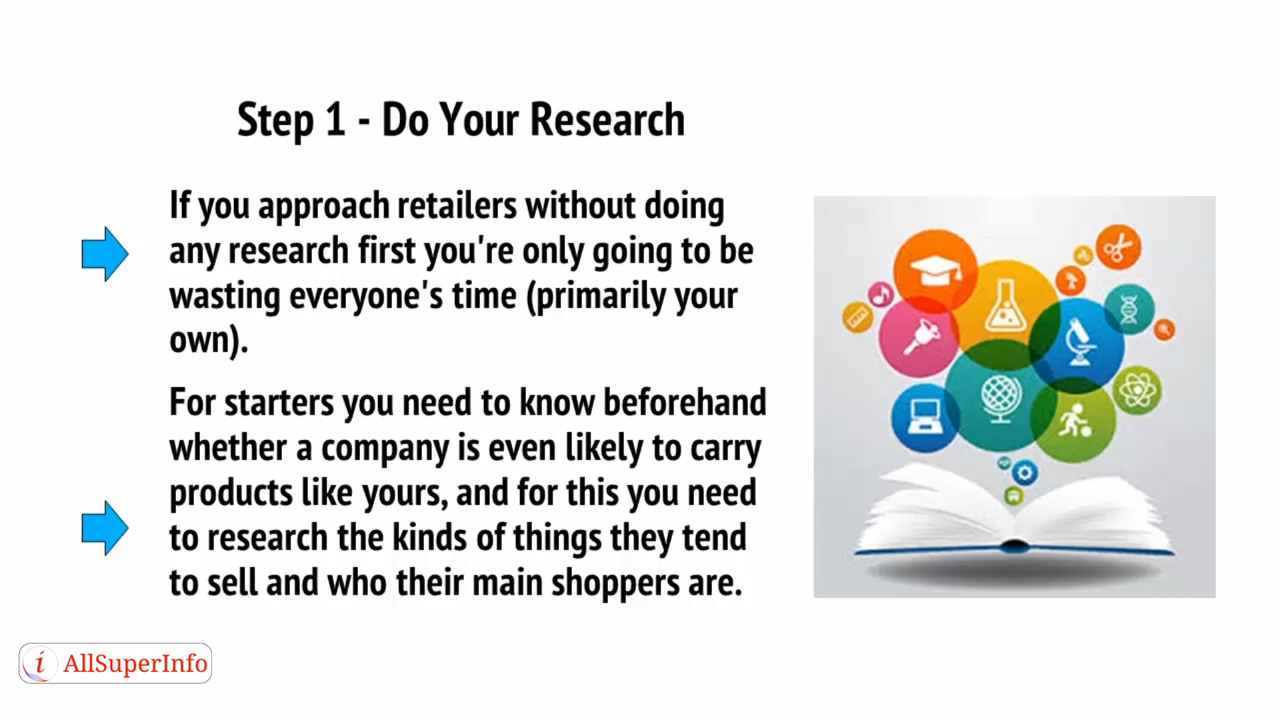 Step 1 - Do Your Research
If you approach retailers without doing
any research first you're only going to be
wasting everyone's time (primarily your
own).
For starters you need to know beforehand
whether a company is even likely to carry
products like yours, and for this you need
to research the kinds of things they tend
to sell and who their main shoppers are.
i AllSuperInfo